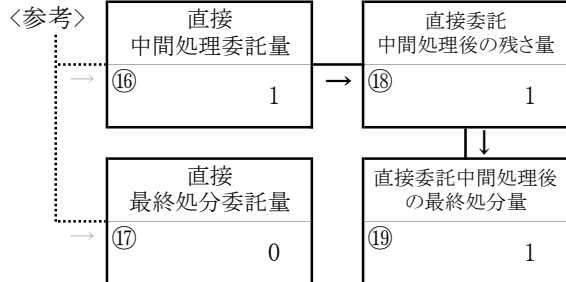 <参考>
直接
中間処理委託量
→
⑯
1
→
直接委託
中間処理後の残さ量
⑱
1
↓
直接
最終処分委託量
→
⑰
0
直接委託中間処理後
の最終処分量
⑲
1